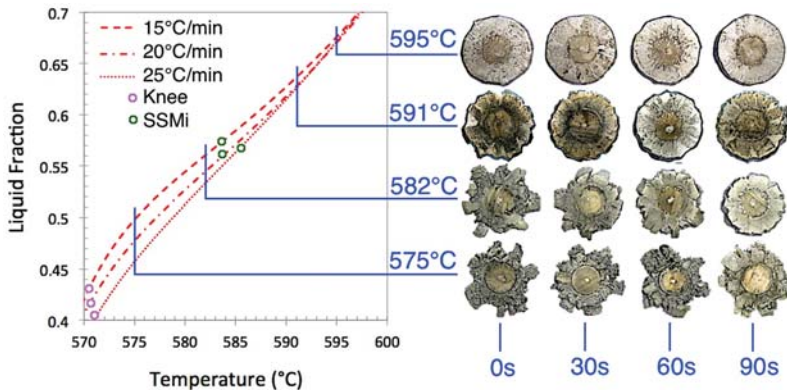 0.7
0.65
0.6
0.55
0.5
0.45
0.4
Liquid Fraction
15°C/min
20°C/min
25°C/min
Knee
SSMi
570 575 580 585 590 595 600
Temperature (°C)
595°C
591°C
582°C
575°C
0s 30s 60s 90s